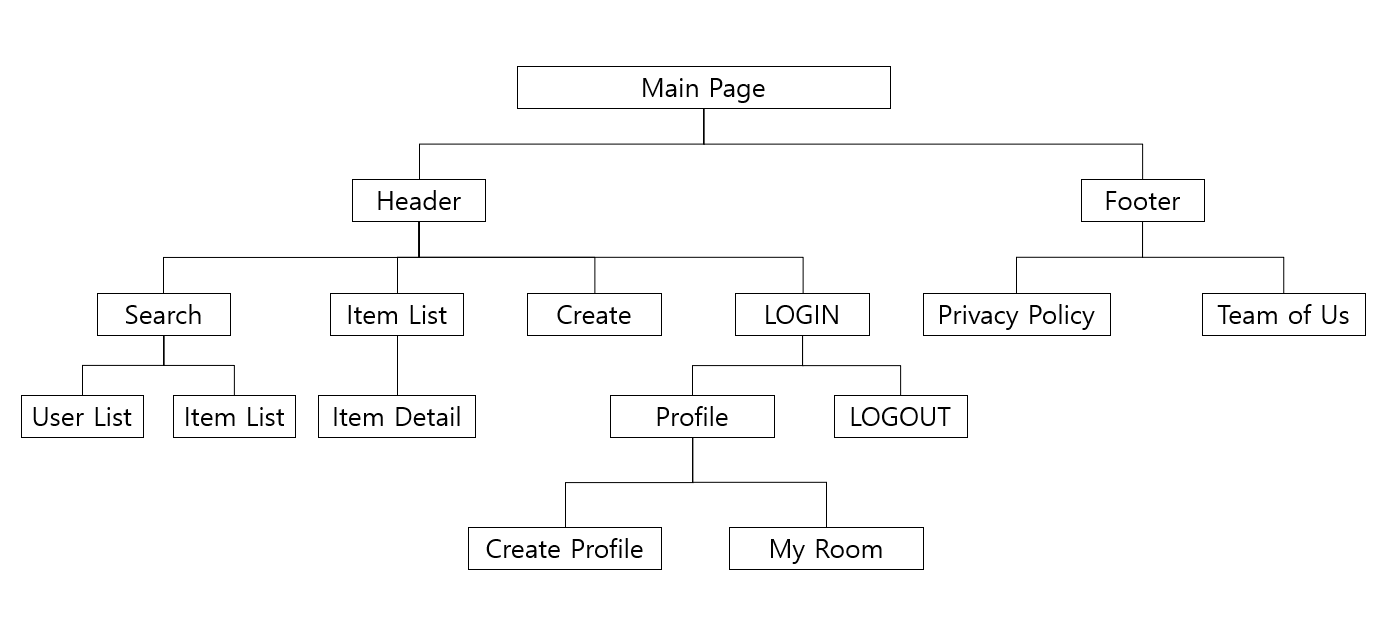 Main Page
Header
Footer
Search
Item List
Create
LOGIN
Privacy Policy
Team of Us
User List
Item List
Item Detail
Profile
LOGOUT
Create Profile
My Room